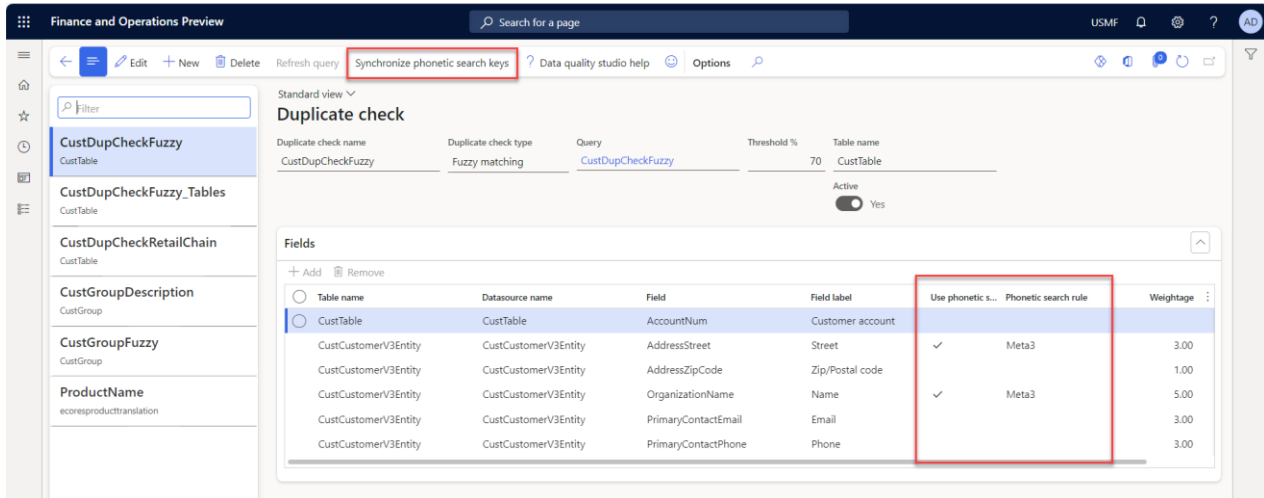 Finance and Operations Preview Search for a page USMF ? AD
Edit New Delete Refresh query Synchronize phonetic search keys ? Data quality studio help Options 0
Filter
CustDupCheckFuzzy
CustTable
CustDupCheckFuzzy_Tables
CustTable
CustDupCheckRetailChain
CustTable
CustGroupDescription
CustGroup
CustGroupFuzzy
CustGroup
ProductName
ecoresproducttranslation
Standard view
Duplicate check
Duplicate check name Duplicate check type Query Threshold % Table name
CustDupCheckFuzzy Fuzzy matching CustDupCheckFuzzy 70 CustTable
Active
Yes
Fields
Add Remove
Table name Datasource name Field Field label Use phonetic s... Phonetic search rule Weightage
CustTable CustTable AccountNum Customer account
CustCustomerV3Entity CustCustomerV3Entity AddressStreet Street Meta3 3.00
CustCustomerV3Entity CustCustomerV3Entity AddressZipCode Zip/Postal code 1.00
CustCustomerV3Entity CustCustomerV3Entity OrganizationName Name Meta3 5.00
CustCustomerV3Entity CustCustomerV3Entity PrimaryContactEmail Email 3.00
CustCustomerV3Entity CustCustomerV3Entity PrimaryContactPhone Phone 3.00